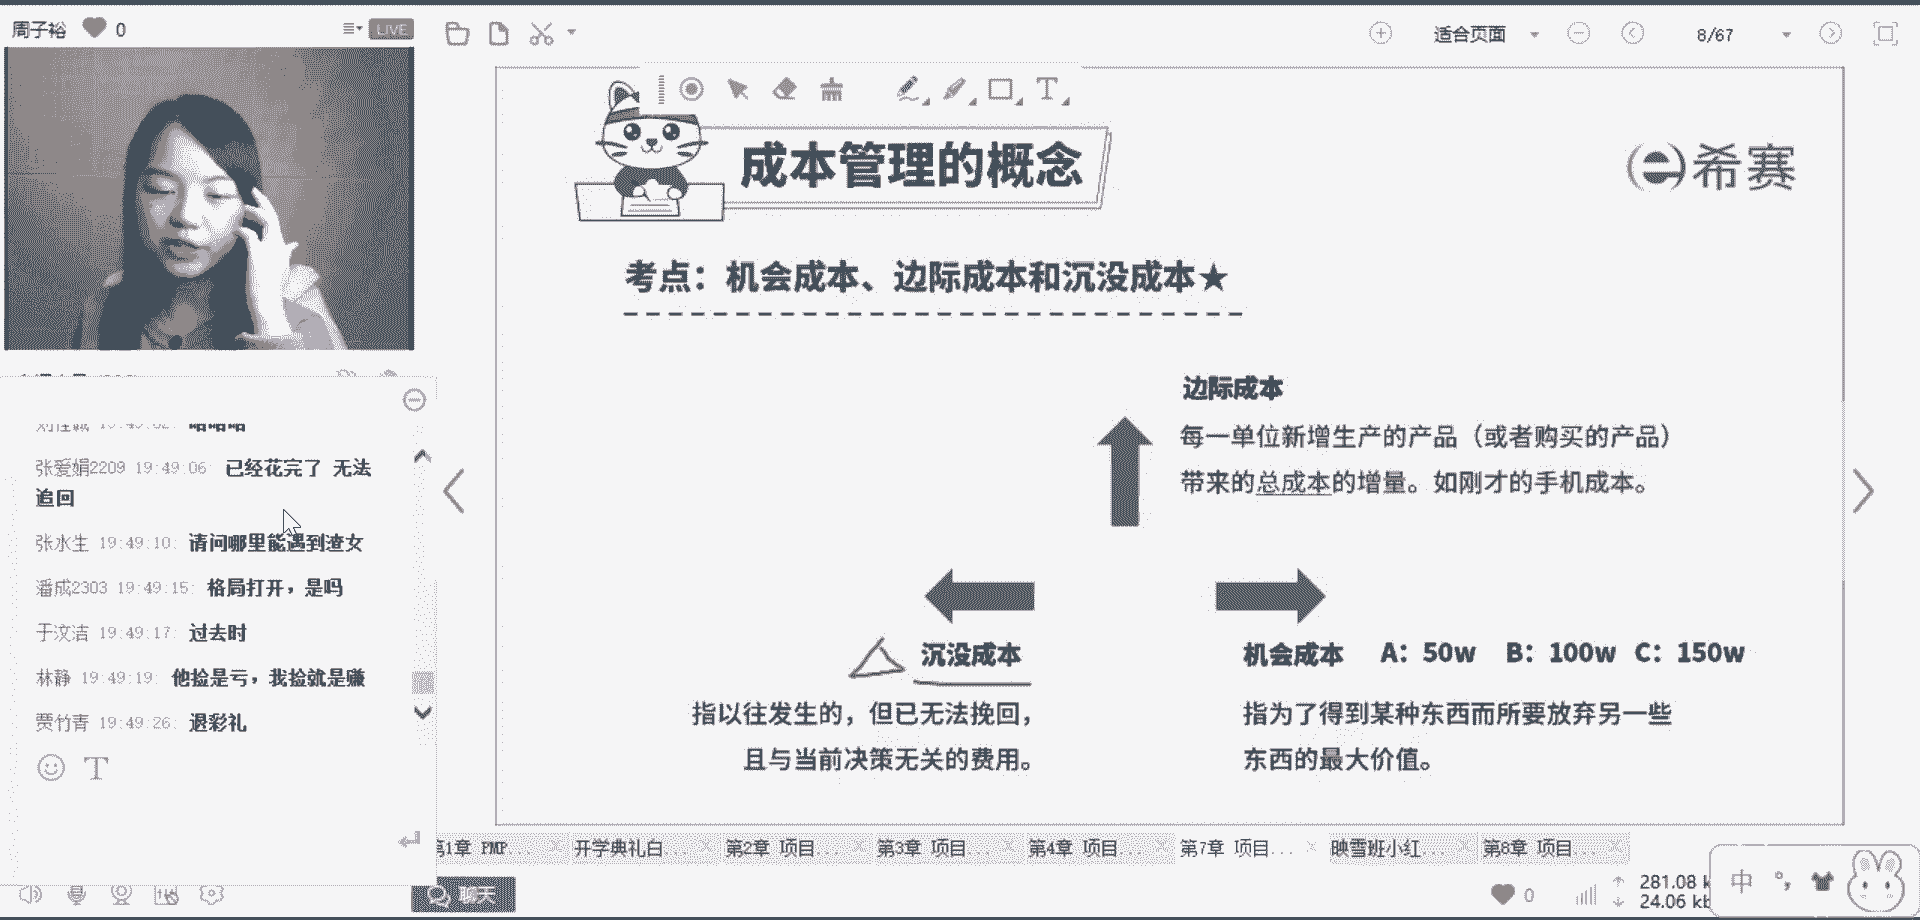 周子裕 0
LIVE
适合页面
8/67
成本管理的概念
希赛
考点：机会成本、边际成本和沉没成本★
边际成本
每一单位新增生产的产品（或者购买的产品）
带来的总成本的增量。如刚才的手机成本。
沉没成本
指以往发生的，但已无法挽回，
且与当前决策无关的费用。
机会成本 A：50w B：100w C：150w
指为了得到某种东西而所要放弃另一些
东西的最大价值。
张爱娟2209 19:49:06: 已经花完了 无法
追回
张水生 19:49:10: 请问哪里能遇到渣女
潘成2303 19:49:15: 格局打开，是吗
于汶洁 19:49:17: 过去时
林静 19:49:19: 他捡是亏，我捡就是赚
贾竹青 19:49:26: 退彩礼
T
第1章 PMP...
开学典礼白...
第2章 项目...
第3章 项目...
第4章 项目...
第7章 项目...
映雪班小红...
第8章 项目...
聊天
0
281.08 k
24.06 kb
中